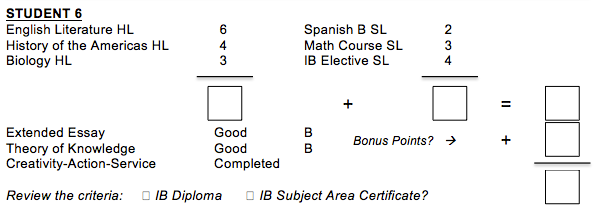 STUDENT 6
English Literature HL 6 Spanish B SL 2
History of the Americas HL 4 Math Course SL 3
Biology HL 3 IB Elective SL 4
+ =
Extended Essay Good B
Theory of Knowledge Good B Bonus Points? → +
Creativity-Action-Service Completed
Review the criteria: □ IB Diploma □ IB Subject Area Certificate?